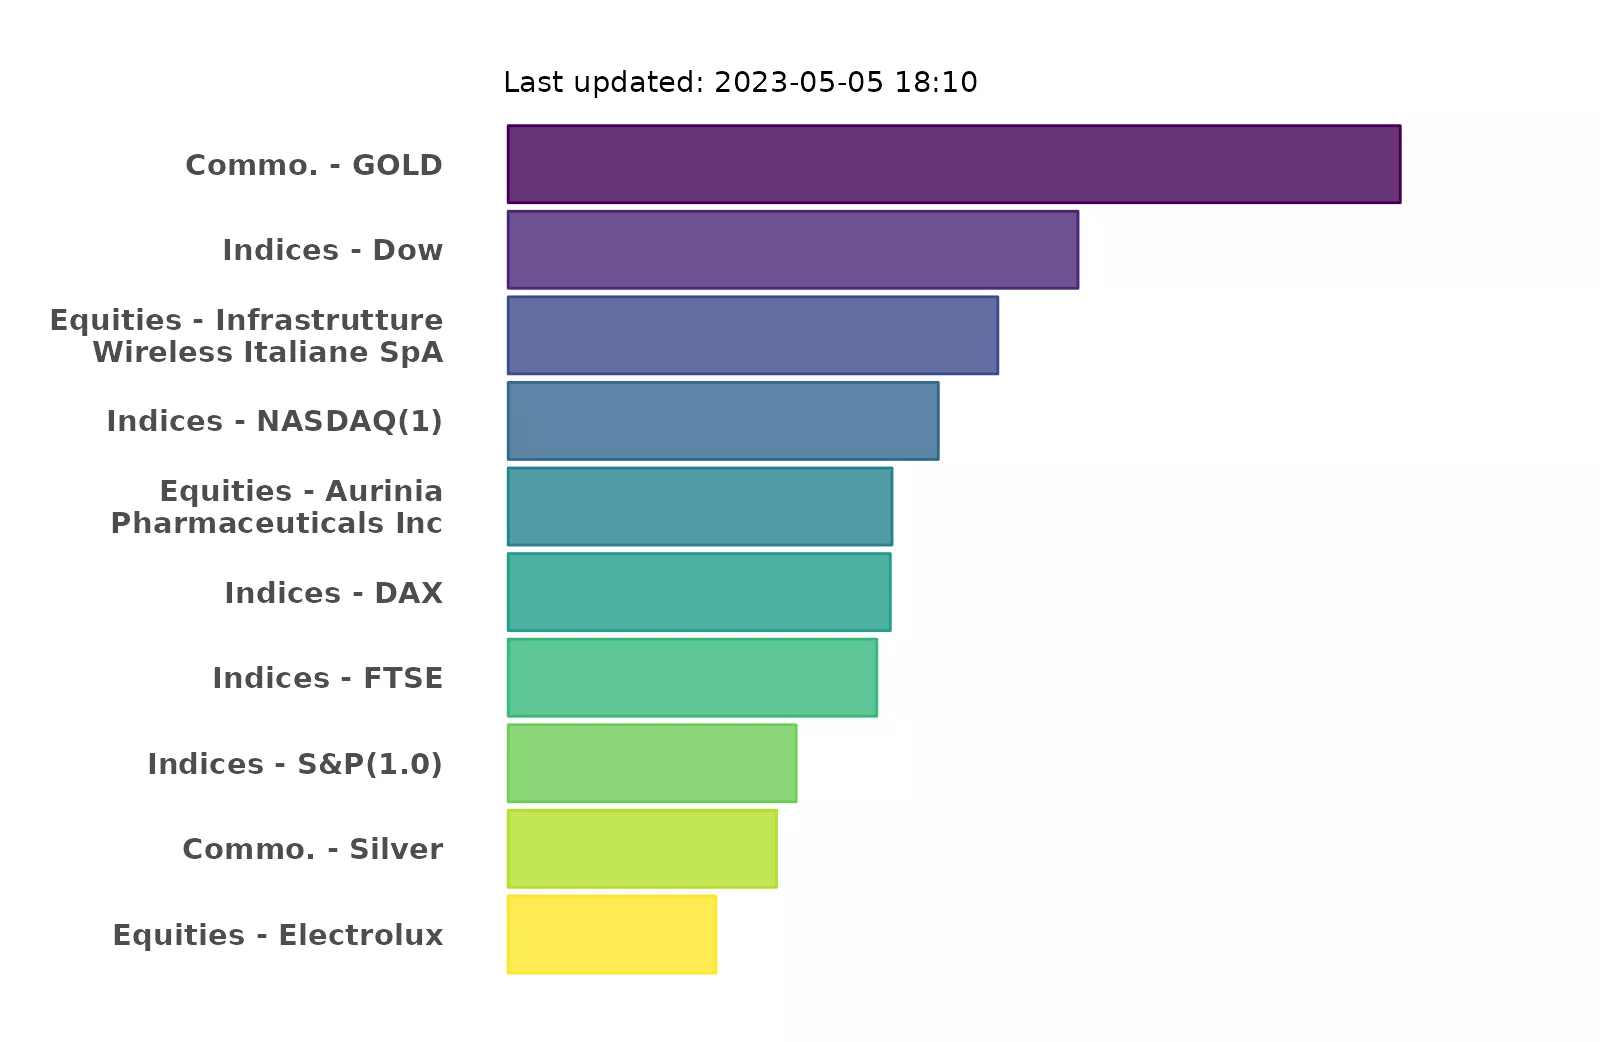 Last updated: 2023-05-05 18:10
Commo. - GOLD
Indices - Dow
Equities - Infrastrutture
Wireless Italiane SpA
Indices - NASDAQ(1)
Equities - Aurinia
Pharmaceuticals Inc
Indices - DAX
Indices - FTSE
Indices - S&P(1.0)
Commo. - Silver
Equities - Electrolux